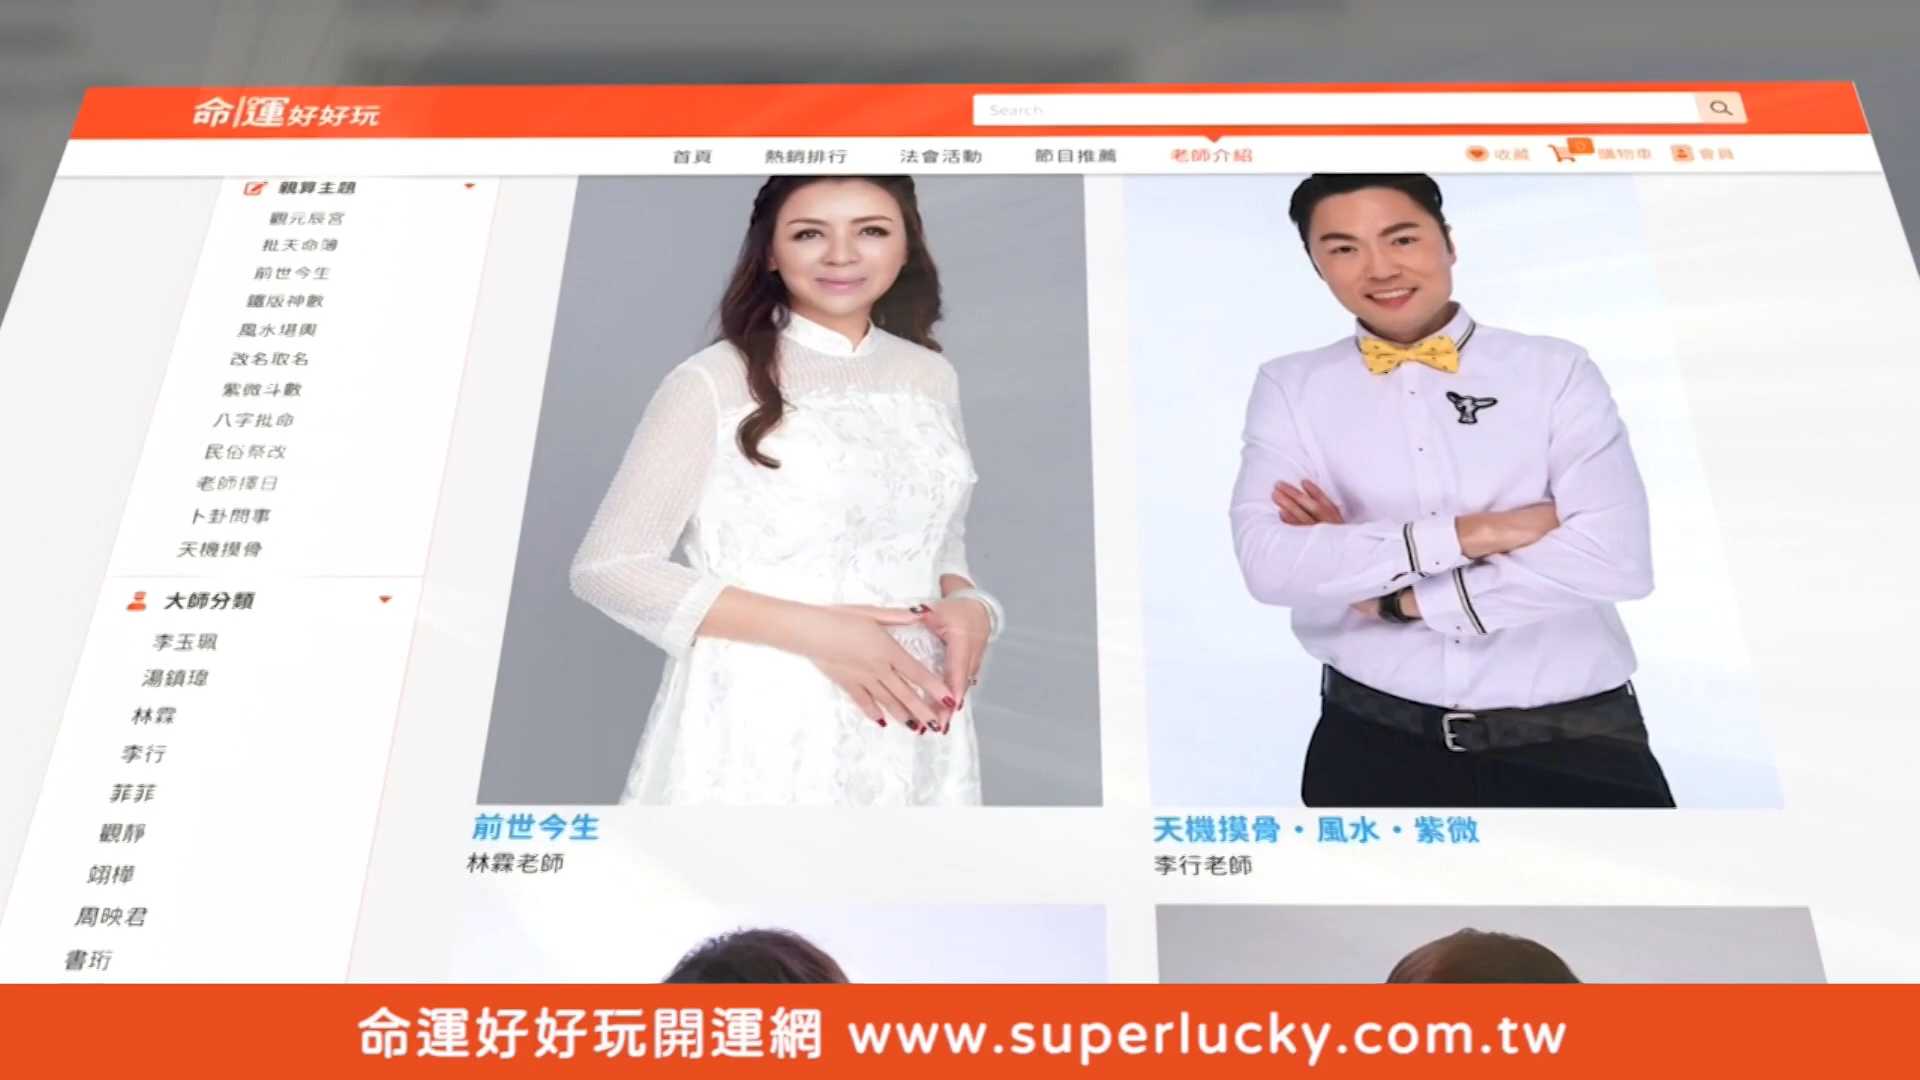 命運好好玩
Search
首頁 熱銷排行 法會活動 節目推薦 老師介紹 收藏 0 購物車 會員
親算主題
觀元辰宮
批天命簿
前世今生
鐵版神數
風水堪輿
改名取名
紫微斗數
八字批命
民俗祭改
老師擇日
卜卦問事
天機摸骨
大師分類
李玉珮
湯鎮瑋
林霖
李行
菲菲
觀靜
翊樺
周映君
書珩
前世今生
林霖老師
天機摸骨・風水・紫微
李行老師
命運好好玩開運網 www.superlucky.com.tw